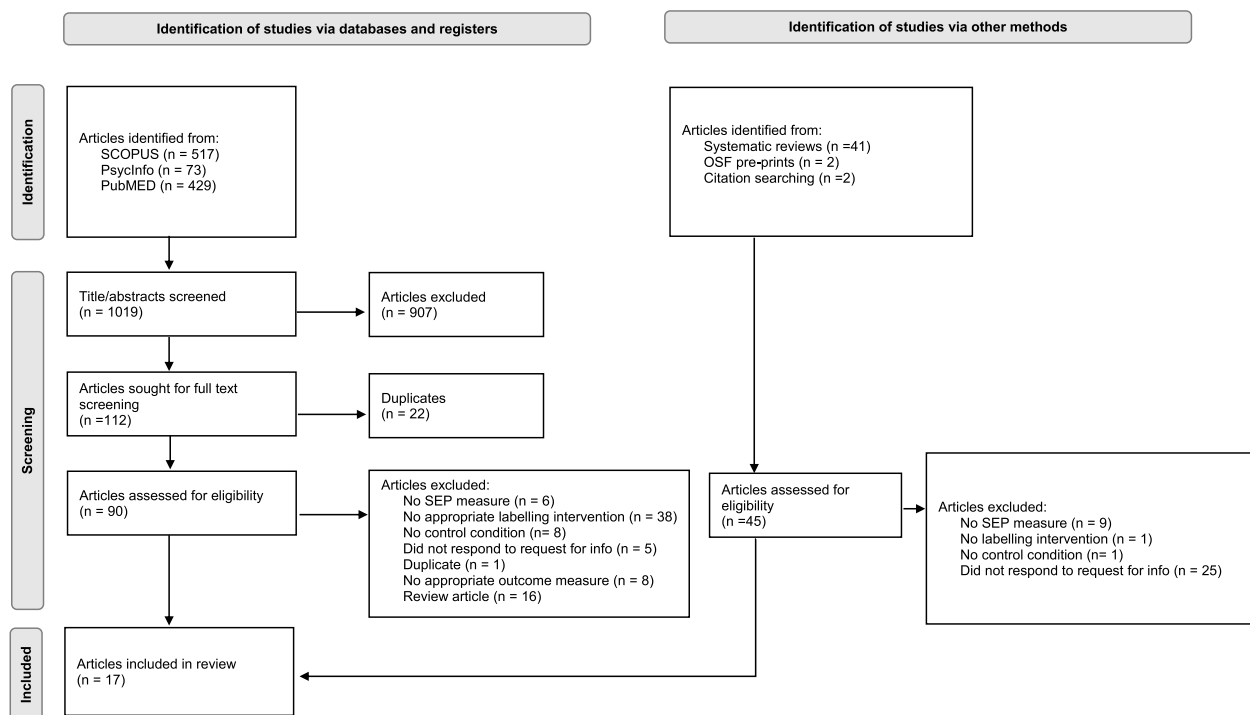 Identification of studies via databases and registers
Identification of studies via other methods
Identification
Articles identified from:
SCOPUS (n = 517)
PsycInfo (n = 73)
PubMED (n = 429)
Articles identified from:
Systematic reviews (n =41)
OSF pre-prints (n = 2)
Citation searching (n =2)
Screening
Title/abstracts screened
(n = 1019)
Articles excluded
(n = 907)
Articles sought for full text
screening
(n =112)
Duplicates
(n = 22)
Articles assessed for eligibility
(n = 90)
Articles excluded:
No SEP measure (n = 6)
No appropriate labelling intervention (n = 38)
No control condition (n= 8)
Did not respond to request for info (n = 5)
Duplicate (n = 1)
No appropriate outcome measure (n = 8)
Review article (n = 16)
Articles assessed for
eligibility
(n =45)
Articles excluded:
No SEP measure (n = 9)
No labelling intervention (n = 1)
No control condition (n= 1)
Did not respond to request for info (n = 25)
Included
Articles included in review
(n = 17)